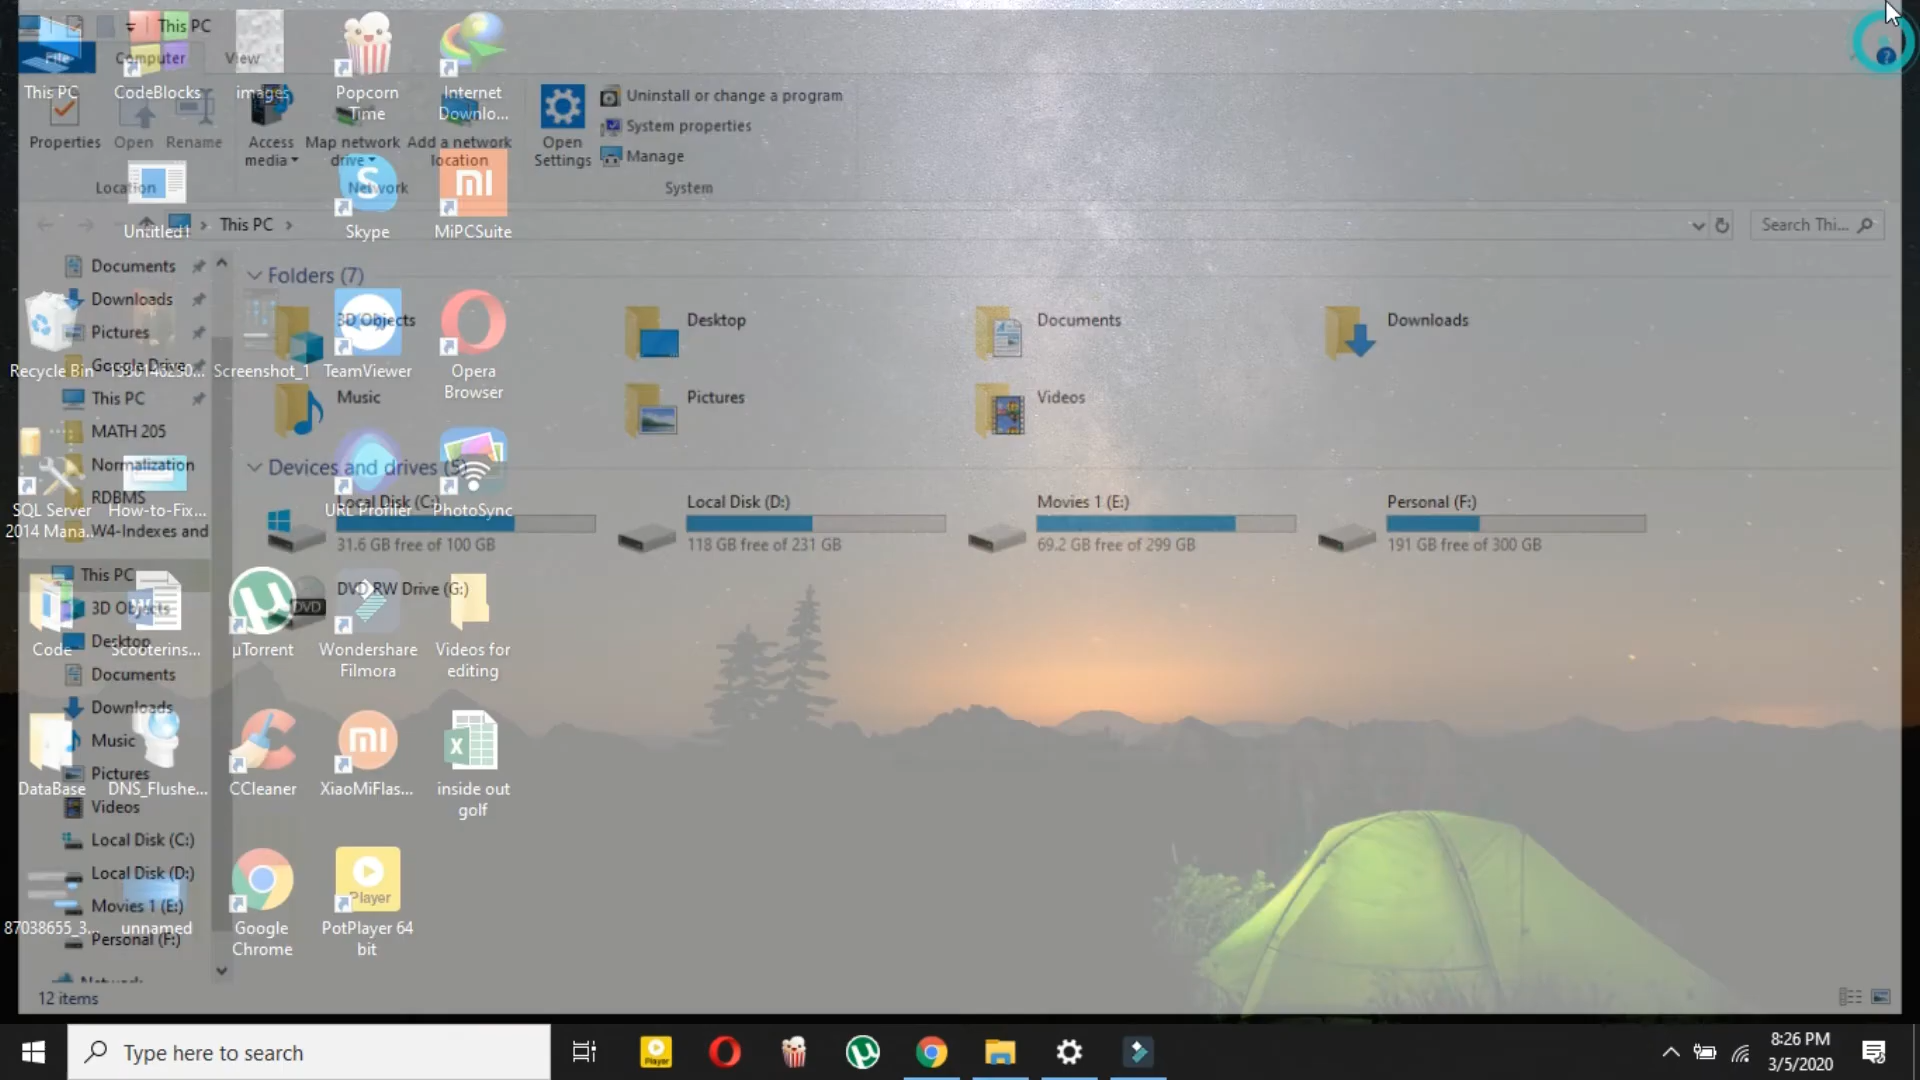 This PC
File
Computer
View
This PC
CodeBlocks
images
Popcorn
Time
Internet
Downlo...
Properties
Open
Rename
Access
media
Map network
drive
Add a network
location
Open
Settings
Uninstall or change a program
System properties
Manage
Location
Network
System
Untitled1
Skype
MiPCSuite
This PC
Search Thi...
Documents
Downloads
Pictures
Google Drive
This PC
MATH 205
Normalization
RDBMS
W4-Indexes and
This PC
3D Objects
Desktop
Documents
Downloads
Music
Pictures
Videos
Local Disk (C:)
Local Disk (D:)
Movies 1 (E:)
Personal (F:)
Network
Folders (7)
3D Objects
Desktop
Documents
Downloads
Music
Pictures
Videos
Devices and drives (5)
Local Disk (C:)
31.6 GB free of 100 GB
Local Disk (D:)
118 GB free of 231 GB
Movies 1 (E:)
69.2 GB free of 299 GB
Personal (F:)
191 GB free of 300 GB
DVD RW Drive (G:)
DVD
Recycle Bin
Screenshot_1
TeamViewer
Opera
Browser
SQL Server
2014 Mana...
How-to-Fix...
URL Profiler
PhotoSync
Code
Scooterins...
µTorrent
Wondershare
Filmora
Videos for
editing
DataBase
DNS_Flushe...
CCleaner
XiaoMiFlas...
inside out
golf
87038655_3...
unnamed
Google
Chrome
Player
PotPlayer 64
bit
12 items
Type here to search
Player
8:26 PM
3/5/2020